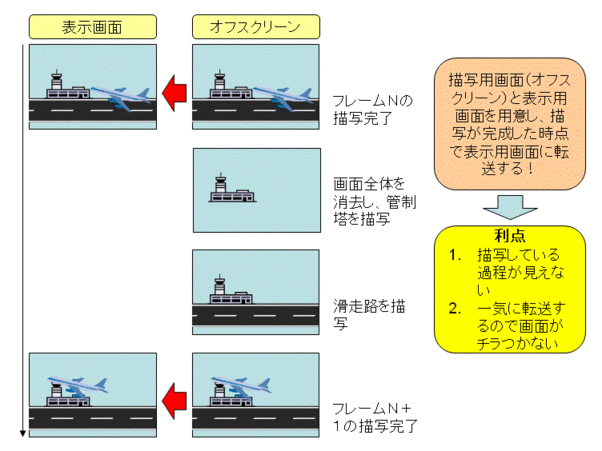 表示画面
オフスクリーン
フレームNの
描写完了
画面全体を
消去し、管制
塔を描写
滑走路を描
写
フレームN＋
1の描写完了
描写用画面（オフス
クリーン）と表示用
画面を用意し、描
写が完成した時点
で表示用画面に転
送する！
利点
1. 描写している
過程が見えな
い
2. 一気に転送す
るので画面が
チラつかない